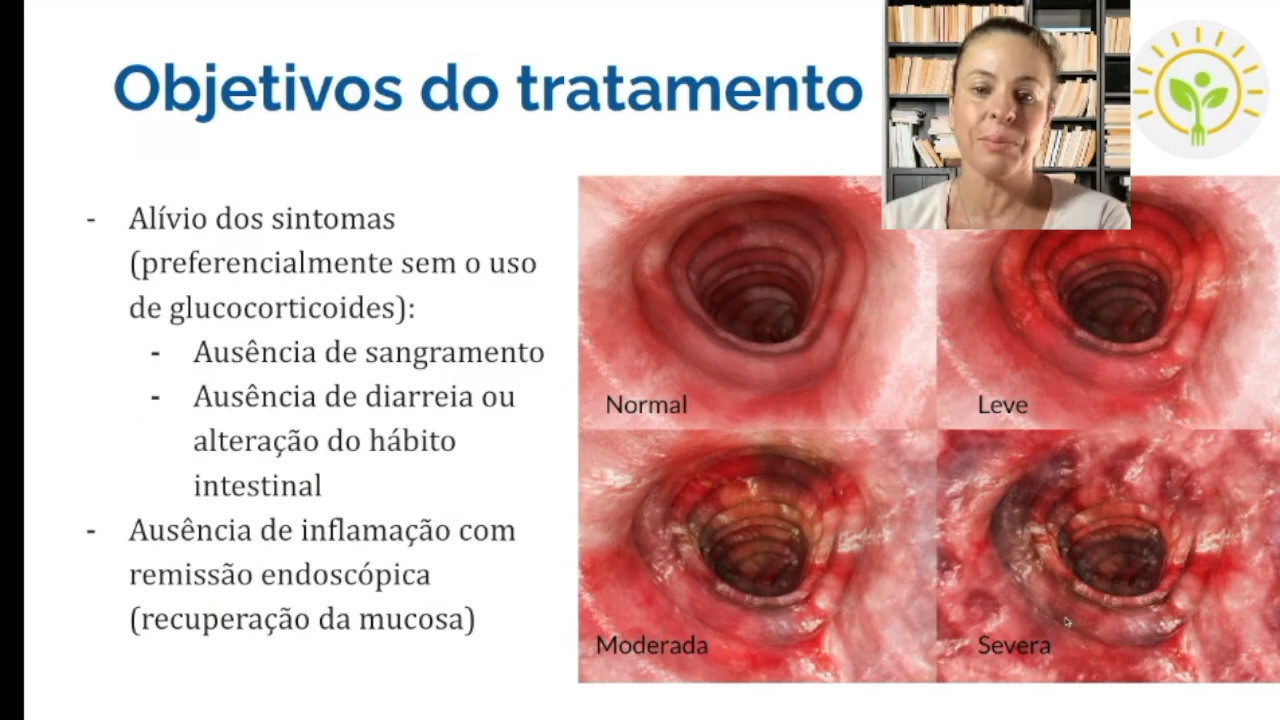 Objetivos do tratamento
- Alívio dos sintomas
(preferencialmente sem o uso
de glucocorticoides):
- Ausência de sangramento
- Ausência de diarreia ou
alteração do hábito
intestinal
- Ausência de inflamação com
remissão endoscópica
(recuperação da mucosa)
Normal
Leve
Moderada
Severa